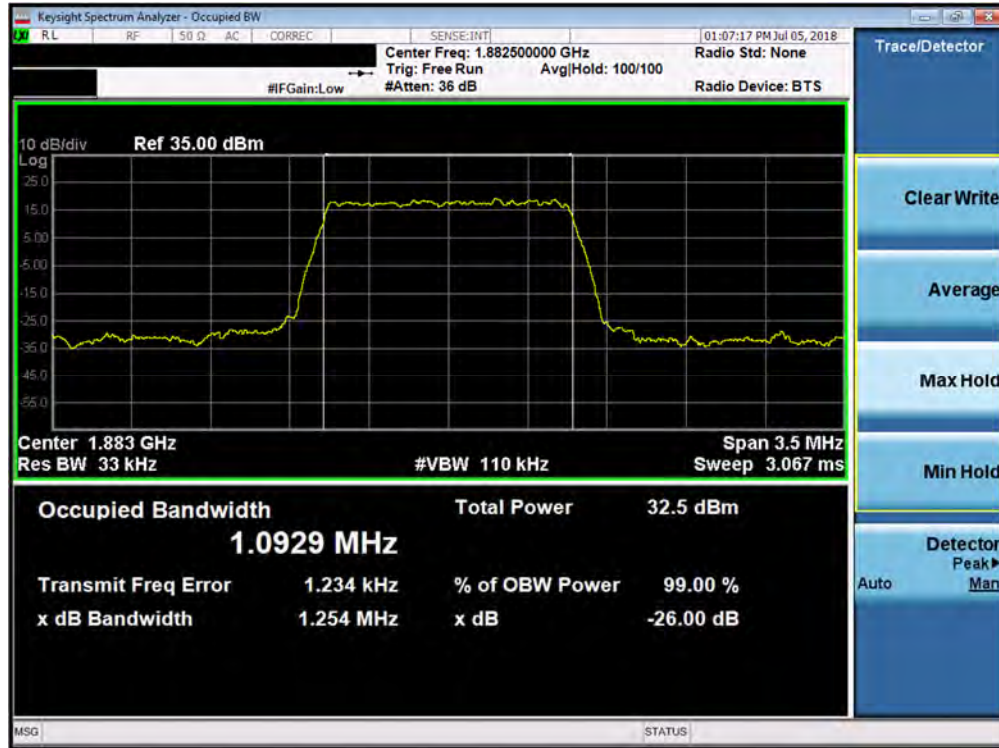 Keysight Spectrum Analyzer - Occupied BW
LXI RL RF 50 Ω AC CORREC SENSE:INT 01:07:17 PM Jul 05, 2018
Center Freq: 1.882500000 GHz Radio Std: None
Trig: Free Run Avg|Hold: 100/100
#IFGain:Low #Atten: 36 dB Radio Device: BTS
Trace/Detector
10 dB/div Ref 35.00 dBm
Log
25.0
15.0
5.00
-5.00
-15.0
-25.0
-35.0
-45.0
-55.0
Center 1.883 GHz Span 3.5 MHz
Res BW 33 kHz #VBW 110 kHz Sweep 3.067 ms
Clear Write
Average
Max Hold
Min Hold
Detector
Peak▶
Auto Man
Occupied Bandwidth Total Power 32.5 dBm
1.0929 MHz
Transmit Freq Error 1.234 kHz % of OBW Power 99.00 %
x dB Bandwidth 1.254 MHz x dB -26.00 dB
MSG STATUS